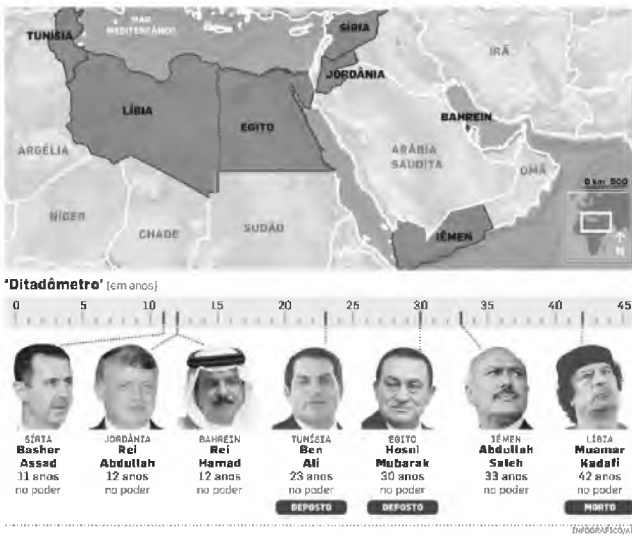 MAR
MEDITERRÂNEO
TUNÍSIA
SÍRIA
IRÃ
JORDÂNIA
LÍBIA
EGITO
BAHREIN
ARGÉLIA
ARÁBIA
SAUDITA
OMÃ
0 km 500
NÍGER
CHADE
SUDÃO
IÊMEN
N
'Ditadômetro' (em anos)
0 5 10 15 20 25 30 35 40 45
SÍRIA
Bashar
Assad
11 anos
no poder
JORDÂNIA
Rei
Abdullah
12 anos
no poder
BAHREIN
Rei
Hamad
12 anos
no poder
TUNÍSIA
Ben
Ali
23 anos
no poder
DEPOSTO
EGITO
Hosni
Mubarak
30 anos
no poder
DEPOSTO
IÊMEN
Abdullah
Saleh
33 anos
no poder
LÍBIA
Muamar
Kadafi
42 anos
no poder
MORTO